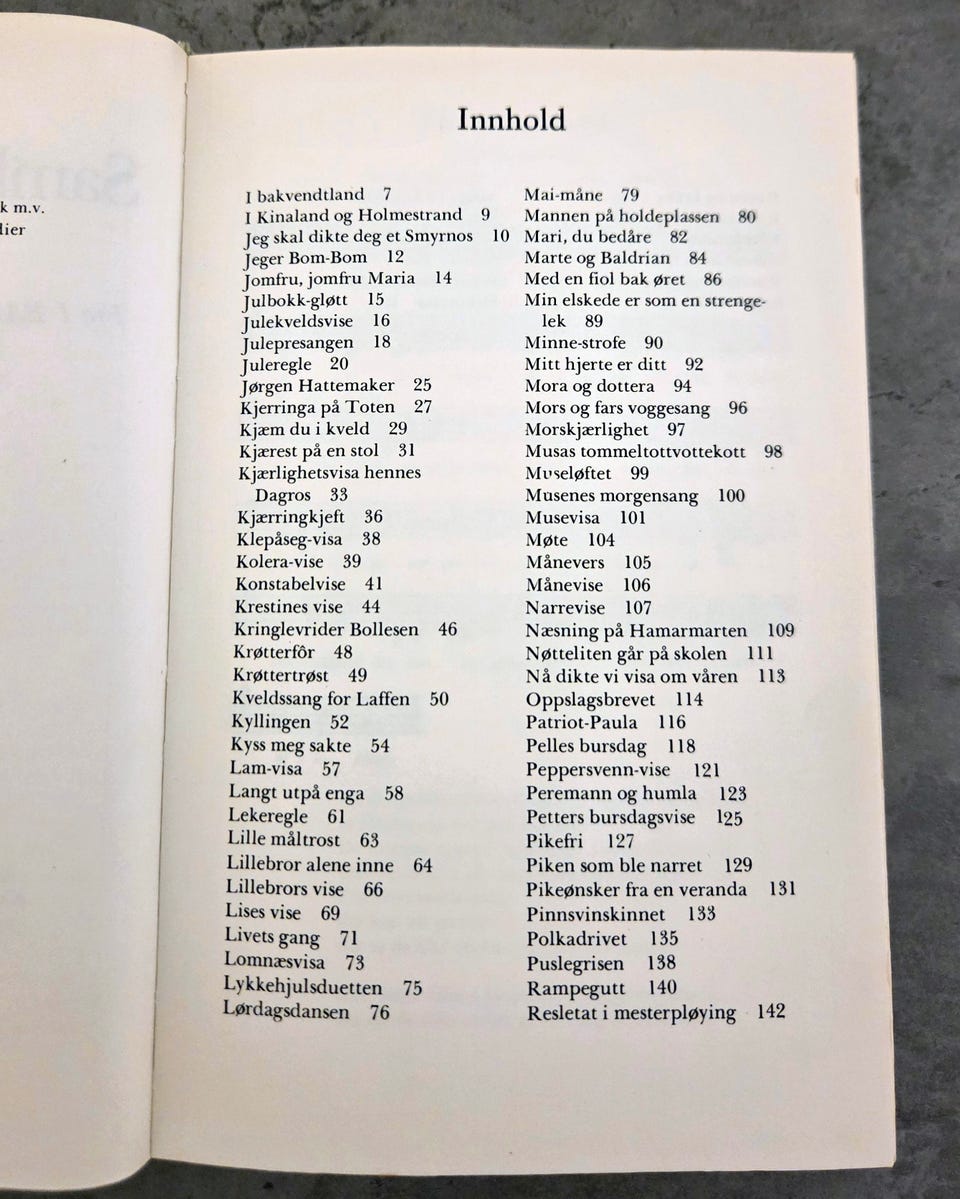 k m.v.
Innhold
I bakvendtland 7
I Kinaland og Holmestrand 9
Jeg skal dikte deg et Smyrnos 10
Jeger Bom-Bom 12
Jomfru, jomfru Maria 14
Julbokk-gløtt 15
Julekveldsvise 16
Julepresangen 18
Juleregle 20
Jørgen Hattemaker 25
Kjerringa på Toten 27
Kjæm du i kveld 29
Kjærest på en stol 31
Kjærlighetsvisa hennes
Dagros 33
Kjærringkjeft 36
Klepåseg-visa 38
Kolera-vise 39
Konstabelvise 41
Krestines vise 44
Kringlevrider Bollesen 46
Krøtterfôr 48
Krøttertrøst 49
Kveldssang for Laffen 50
Kyllingen 52
Kyss meg sakte 54
Lam-visa 57
Langt utpå enga 58
Lekeregle 61
Lille måltrost 63
Lillebror alene inne 64
Lillebrors vise 66
Lises vise 69
Livets gang 71
Lomnæsvisa 73
Lykkehjulsduetten 75
Lørdagsdansen 76
Mai-måne 79
Mannen på holdeplassen 80
Mari, du bedåre 82
Marte og Baldrian 84
Med en fiol bak øret 86
Min elskede er som en strenge-
lek 89
Minne-strofe 90
Mitt hjerte er ditt 92
Mora og dottera 94
Mors og fars voggesang 96
Morskjærlighet 97
Musas tommeltottvottekott 98
Museløftet 99
Musenes morgensang 100
Musevisa 101
Møte 104
Månevers 105
Månevise 106
Narrevise 107
Næsning på Hamarmarten 109
Nøtteliten går på skolen 111
Nå dikte vi visa om våren 113
Oppslagsbrevet 114
Patriot-Paula 116
Pelles bursdag 118
Peppersvenn-vise 121
Peremann og humla 123
Petters bursdagsvise 125
Pikefri 127
Piken som ble narret 129
Pikeønsker fra en veranda 131
Pinnsvinskinnet 133
Polkadrivet 135
Puslegrisen 138
Rampegutt 140
Resletat i mesterpløying 142